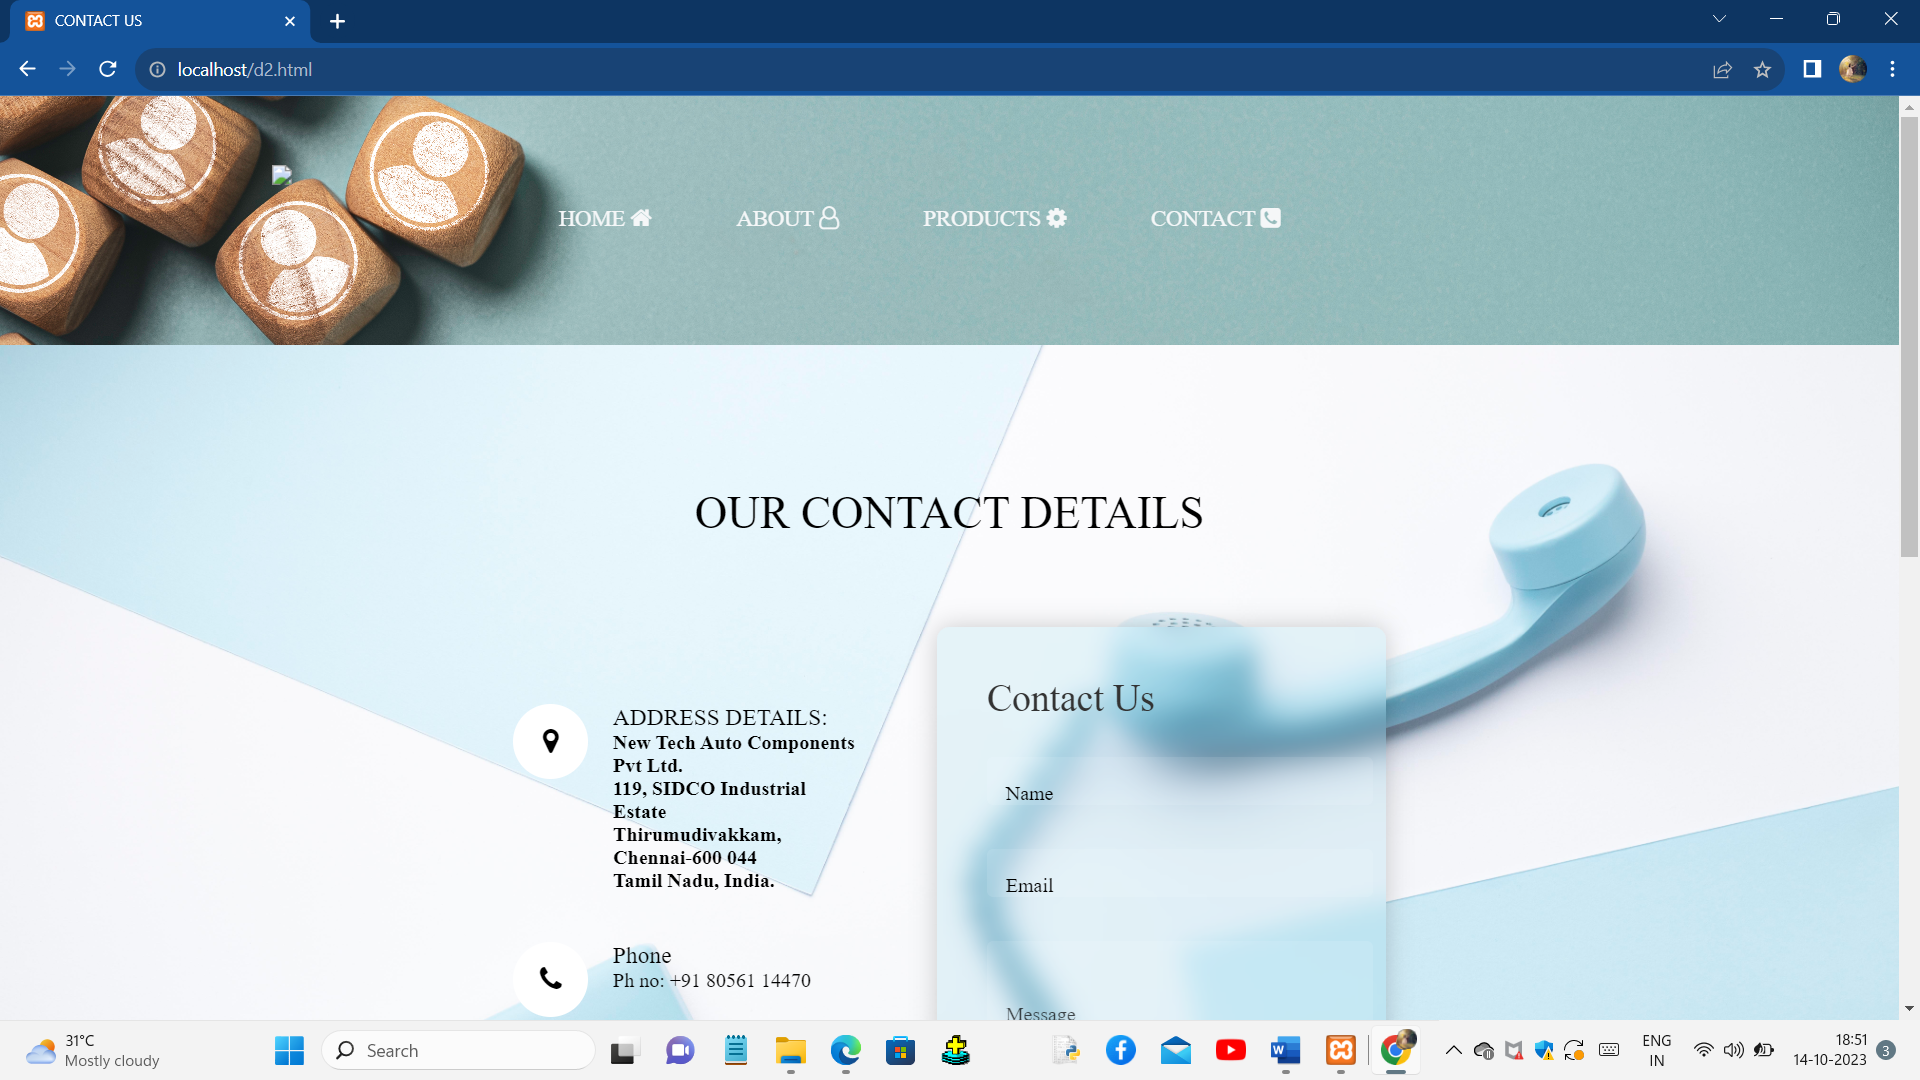 CONTACT US
localhost/d2.html
HOME
ABOUT
PRODUCTS
CONTACT
OUR CONTACT DETAILS
ADDRESS DETAILS:
New Tech Auto Components
Pvt Ltd.
119, SIDCO Industrial
Estate
Thirumudivakkam,
Chennai-600 044
Tamil Nadu, India.
Phone
Ph no: +91 80561 14470
Contact Us
Name
Email
Message
31°C
Mostly cloudy
Search
ENG
IN
18:51
14-10-2023
3